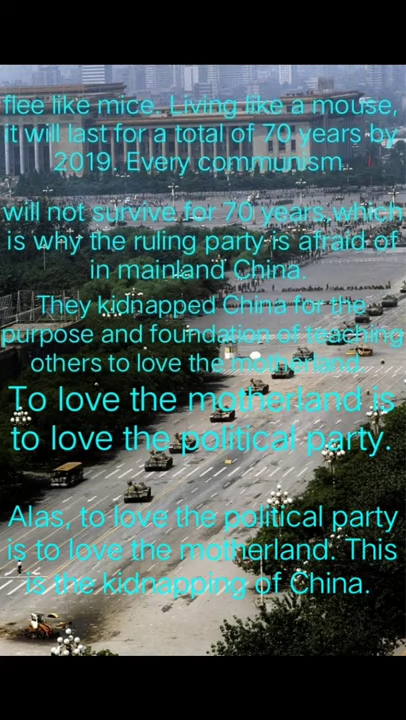 flee like mice. Living like a mouse,
it will last for a total of 70 years by
2019. Every communism.
will not survive for 70 years,which
is why the ruling party is afraid of
in mainland China.
They kidnapped China for the
purpose and foundation of teaching
others to love the motherland.
To love the motherland is
to love the political party.
Alas, to love the political party
is to love the motherland. This
is the kidnapping of China.